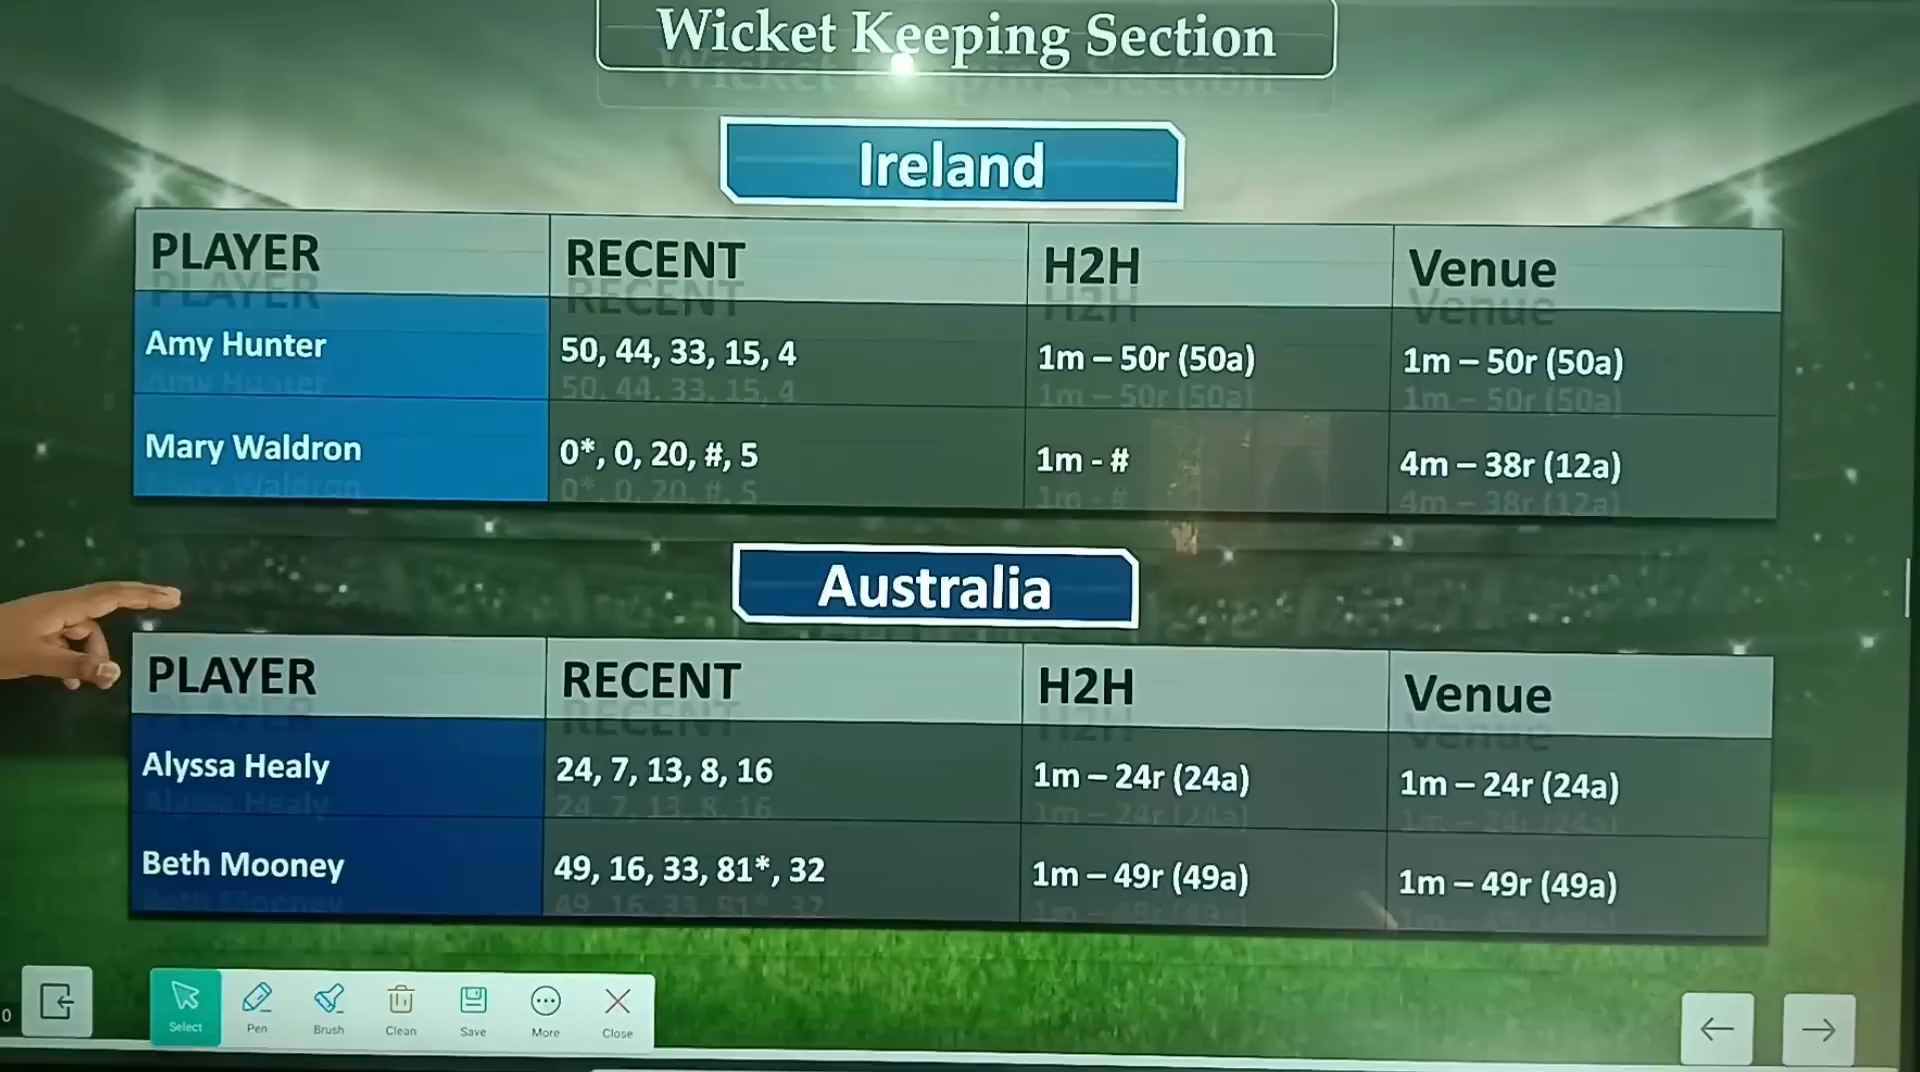 Wicket Keeping Section
Ireland
PLAYER RECENT H2H Venue
Amy Hunter 50, 44, 33, 15, 4 1m – 50r (50a) 1m – 50r (50a)
Mary Waldron 0*, 0, 20, #, 5 1m - # 4m – 38r (12a)
Australia
PLAYER RECENT H2H Venue
Alyssa Healy 24, 7, 13, 8, 16 1m – 24r (24a) 1m – 24r (24a)
Beth Mooney 49, 16, 33, 81*, 32 1m – 49r (49a) 1m – 49r (49a)
0 Select Pen Brush Clean Save More Close